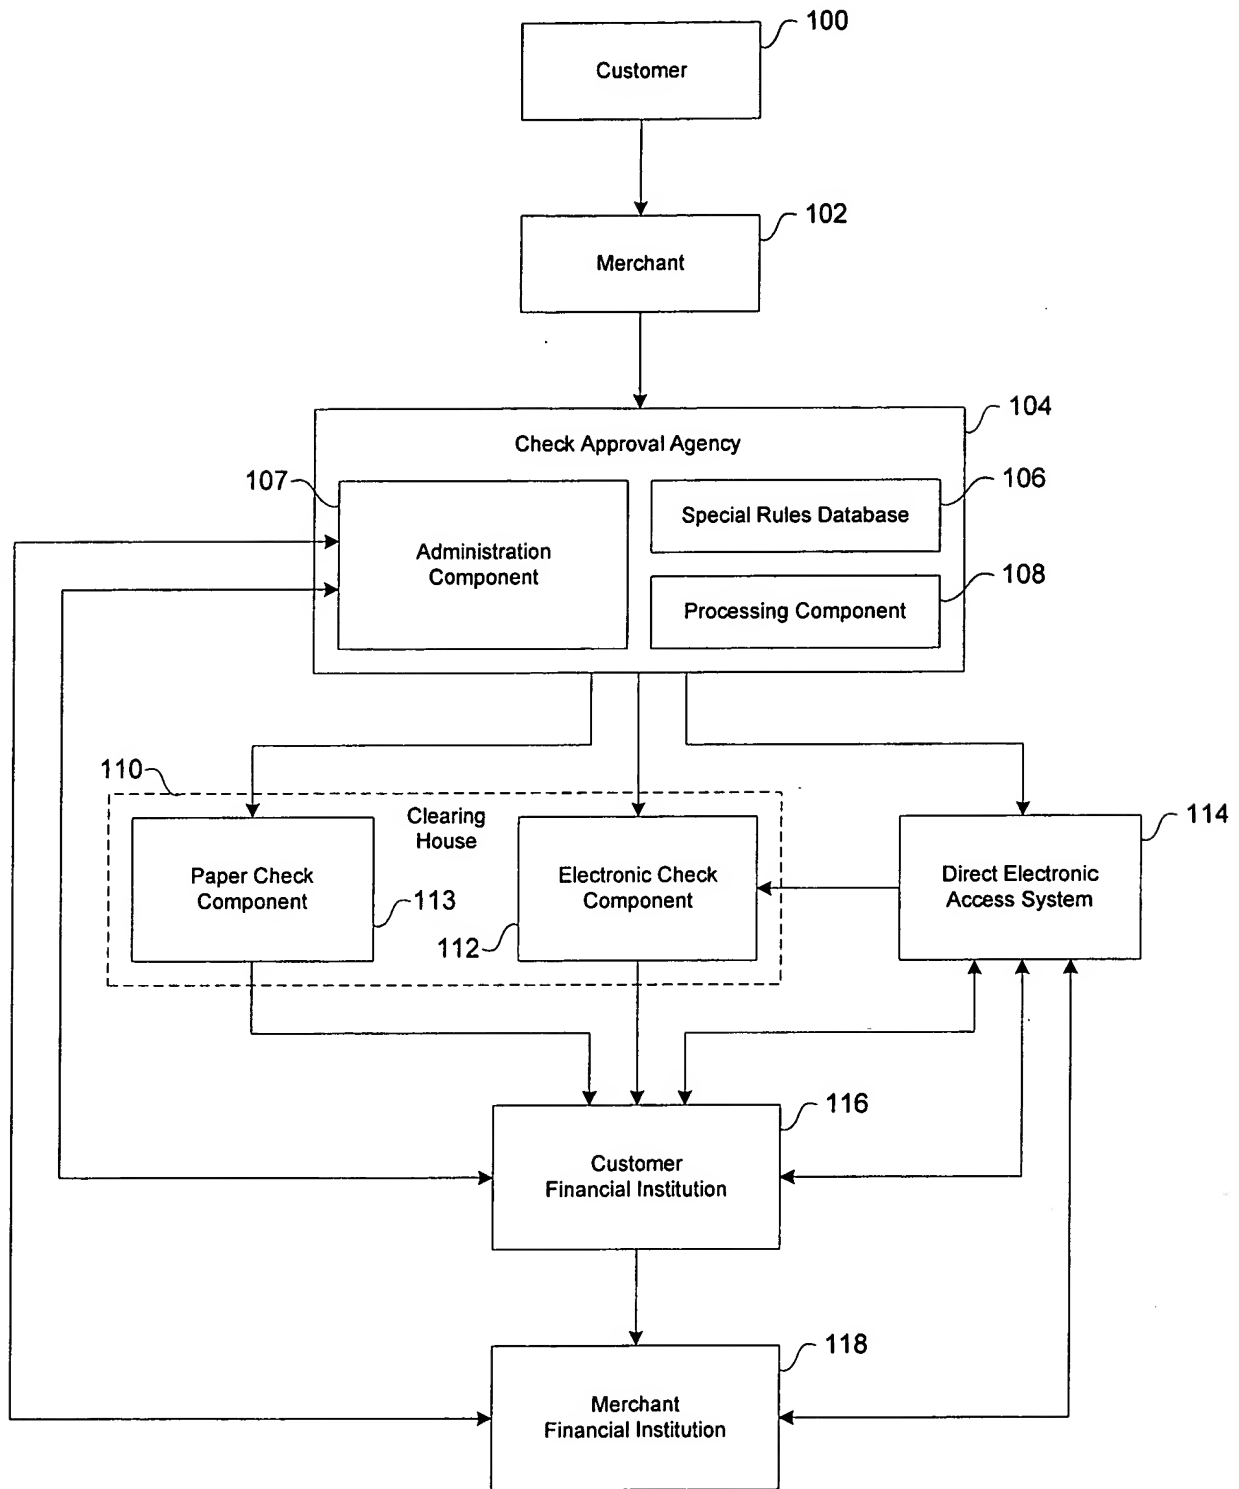 100
Customer
102
Merchant
104
Check Approval Agency
107
106
Special Rules Database
Administration
Component
108
Processing Component
110
Clearing
House
114
Paper Check
Component
113
Electronic Check
Component
112
Direct Electronic
Access System
116
Customer
Financial Institution
118
Merchant
Financial Institution